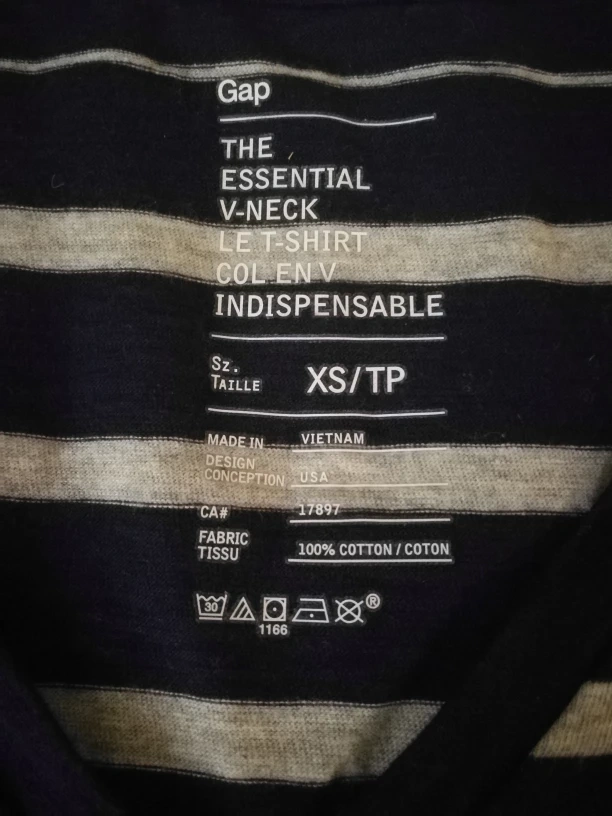 Gap
THE
ESSENTIAL
V-NECK
LE T-SHIRT
COL EN V
INDISPENSABLE
Sz.
TAILLE
XS/TP
MADE IN VIETNAM
DESIGN
CONCEPTION USA
CA# 17897
FABRIC
TISSU 100% COTTON / COTON
30
®
1166